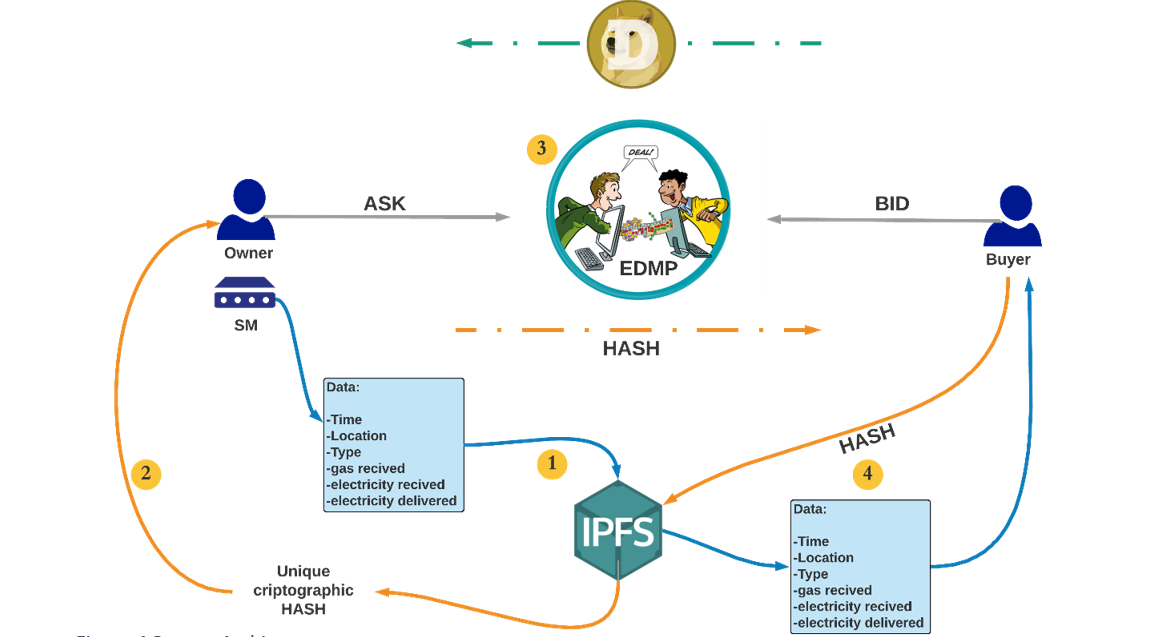 D
3
DEAL!
ASK
BID
Owner
EDMP
Buyer
SM
HASH
Data:
-Time
-Location
-Type
-gas recived
-electricity recived
-electricity delivered
1
2
HASH
4
IPFS
Data:
-Time
-Location
-Type
-gas recived
-electricity recived
-electricity delivered
Unique
criptographic
HASH